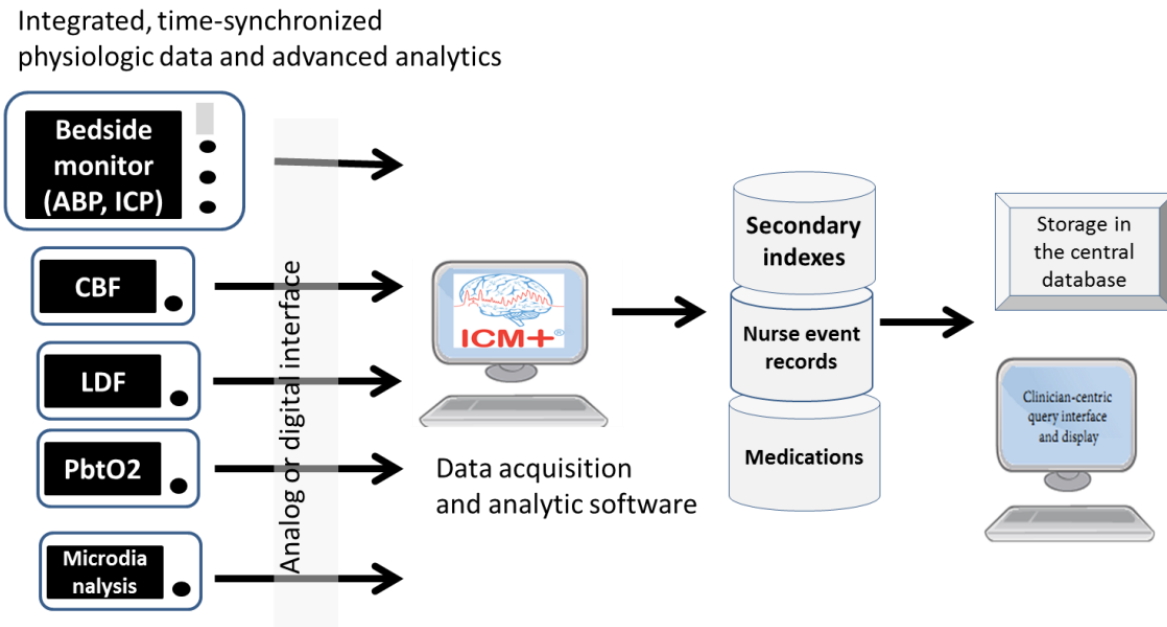 Integrated, time-synchronized
physiologic data and advanced analytics
Bedside
monitor
(ABP, ICP)
CBF
LDF
PbtO2
Microdia
nalysis
Analog or digital interface
ICM+®
Data acquisition
and analytic software
Secondary
indexes
Nurse event
records
Medications
Storage in
the central
database
Clinician-centric
query interface
and display